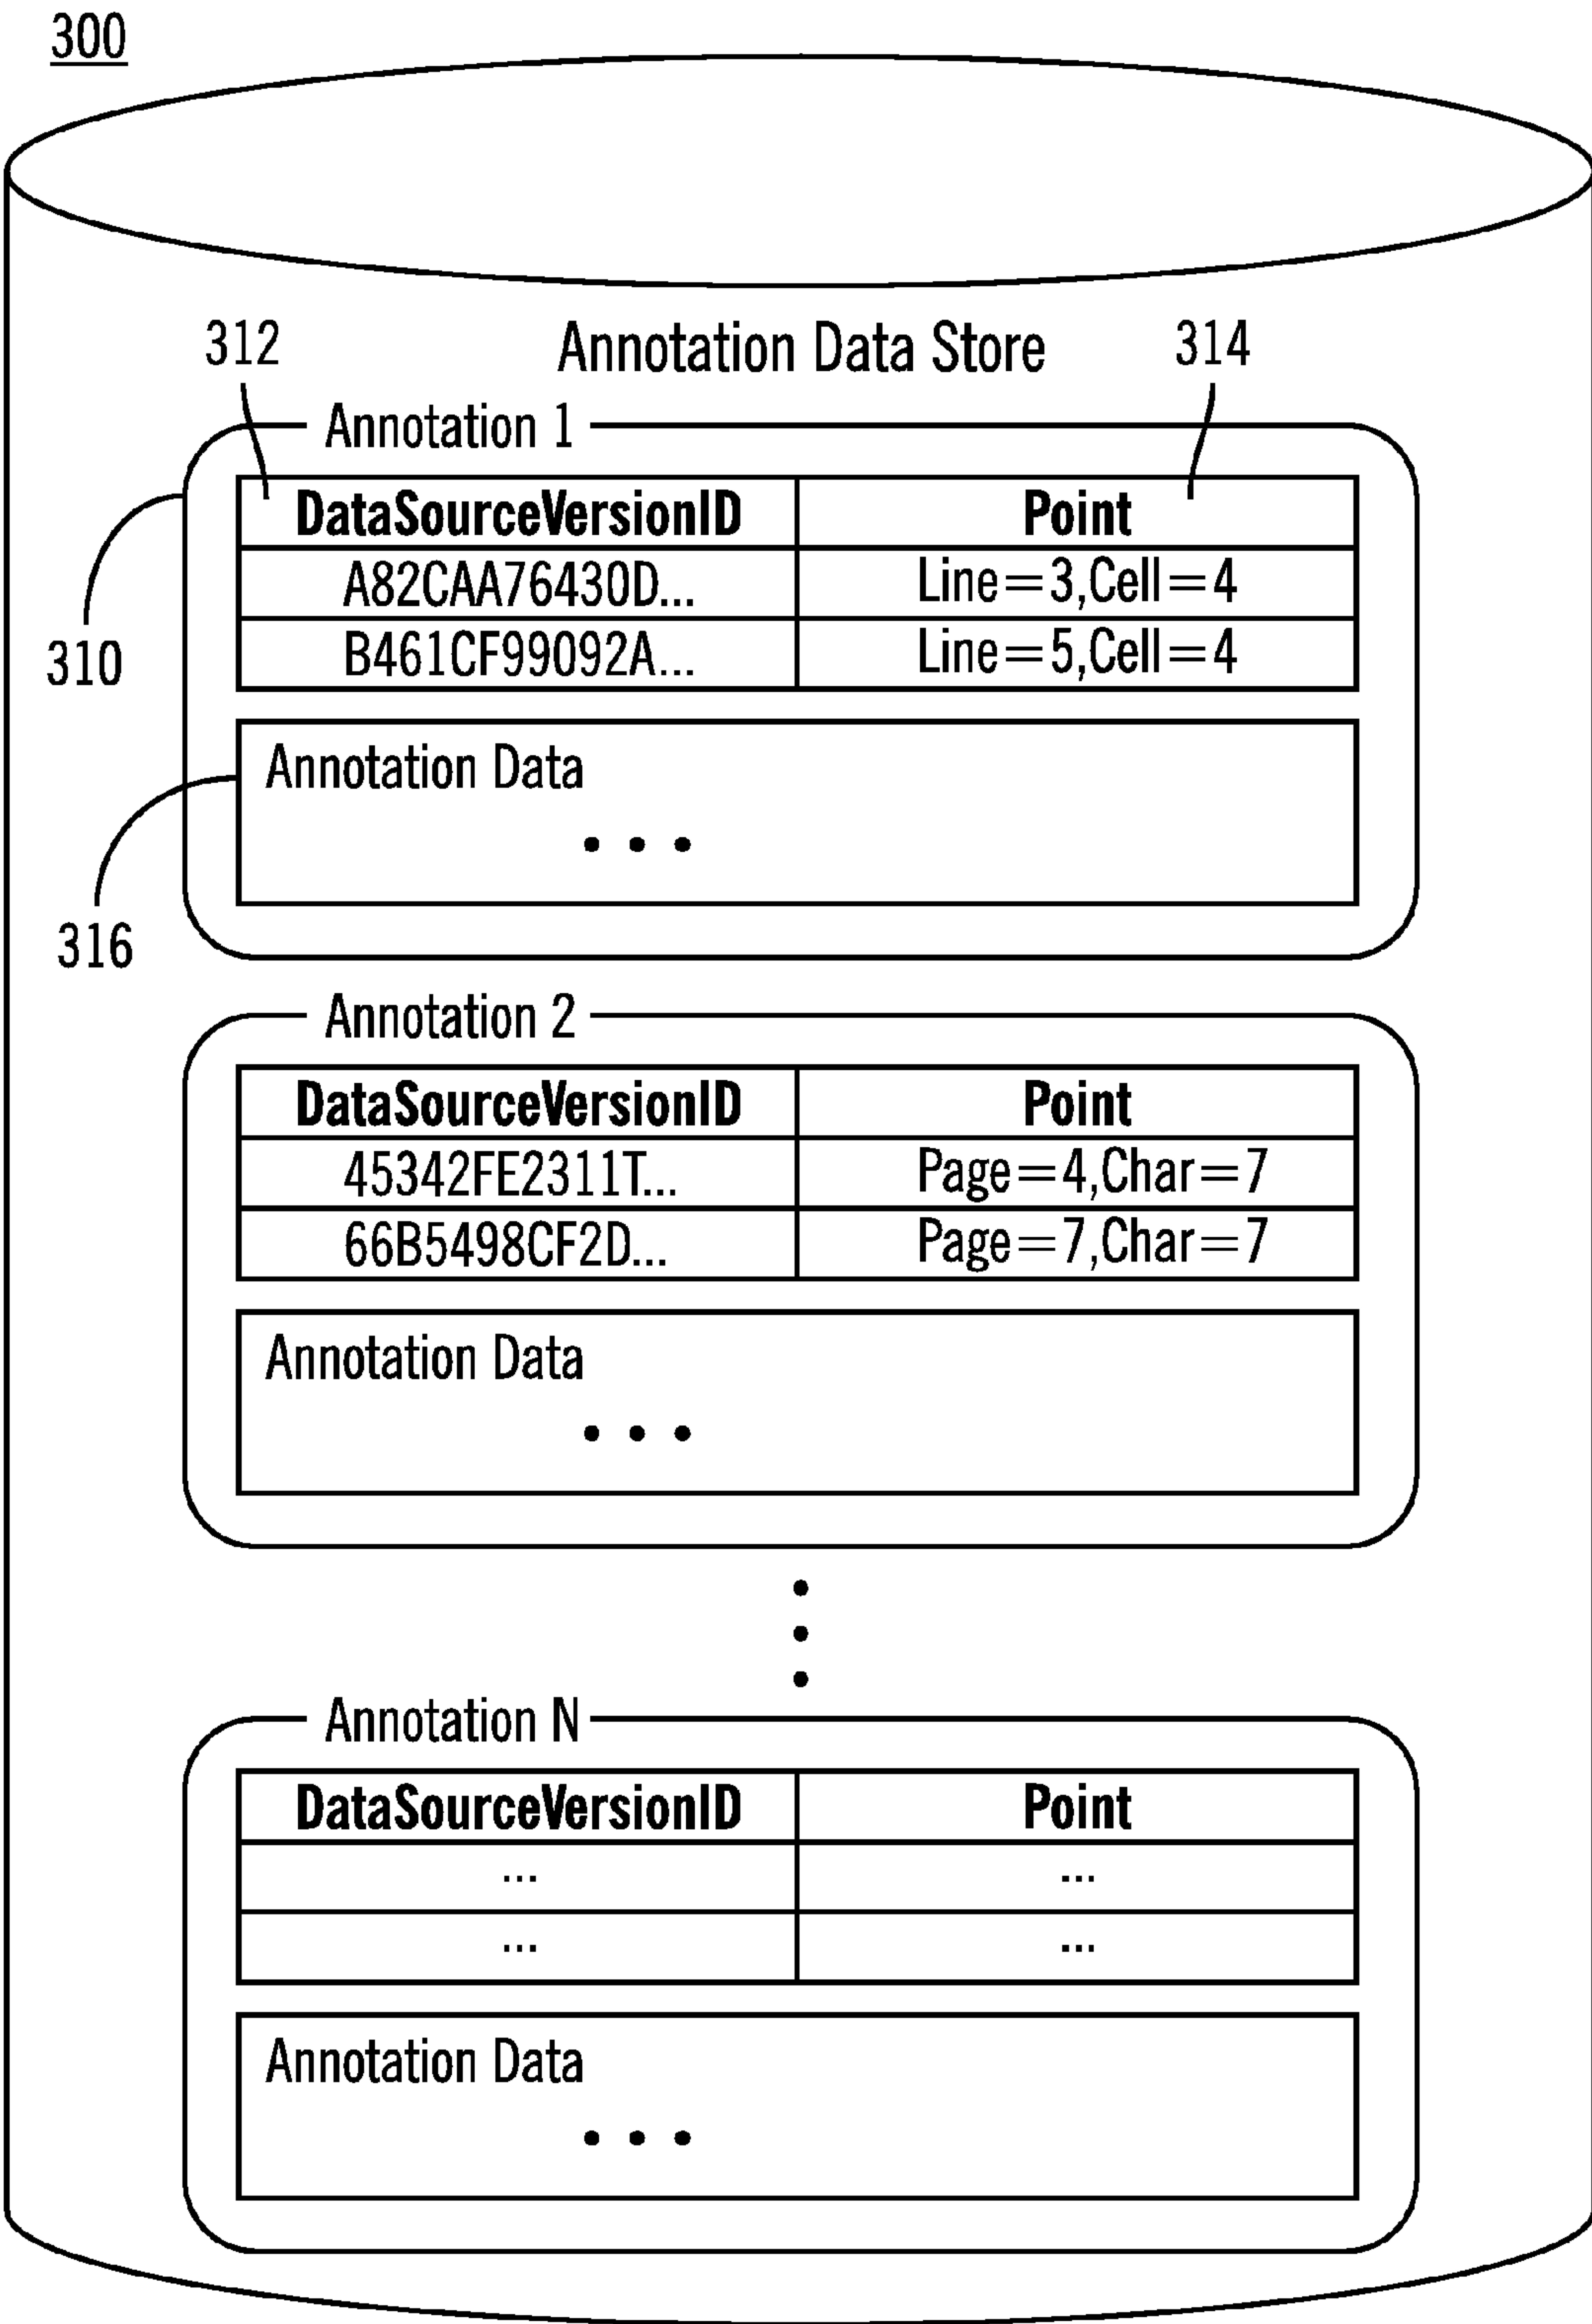 300
312 Annotation Data Store 314
Annotation 1
DataSourceVersionID Point
A82CAA76430D... Line=3,Cell=4
310
B461CF99092A... Line=5,Cell=4
Annotation Data
...
316
Annotation 2
DataSourceVersionID Point
45342FE2311T... Page=4,Char=7
66B5498CF2D... Page=7,Char=7
Annotation Data
...
Annotation N
DataSourceVersionID Point
... ...
... ...
Annotation Data
...